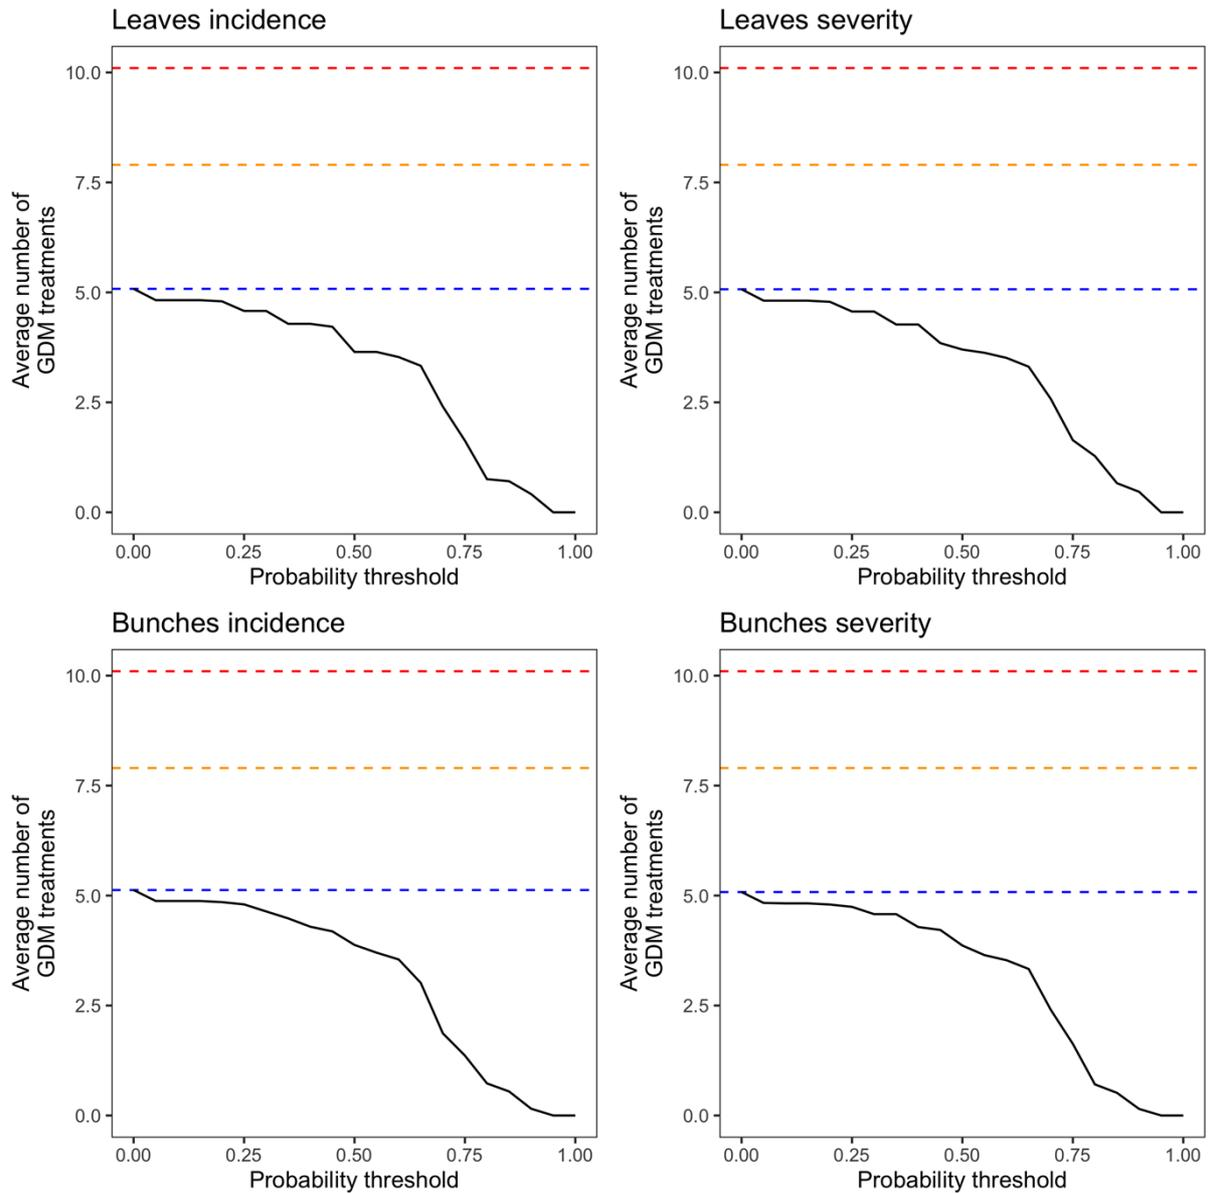 Leaves incidence
Average number of
GDM treatments
10.0
7.5
5.0
2.5
0.0
0.00 0.25 0.50 0.75 1.00
Probability threshold
Leaves severity
Average number of
GDM treatments
10.0
7.5
5.0
2.5
0.0
0.00 0.25 0.50 0.75 1.00
Probability threshold
Bunches incidence
Average number of
GDM treatments
10.0
7.5
5.0
2.5
0.0
0.00 0.25 0.50 0.75 1.00
Probability threshold
Bunches severity
Average number of
GDM treatments
10.0
7.5
5.0
2.5
0.0
0.00 0.25 0.50 0.75 1.00
Probability threshold